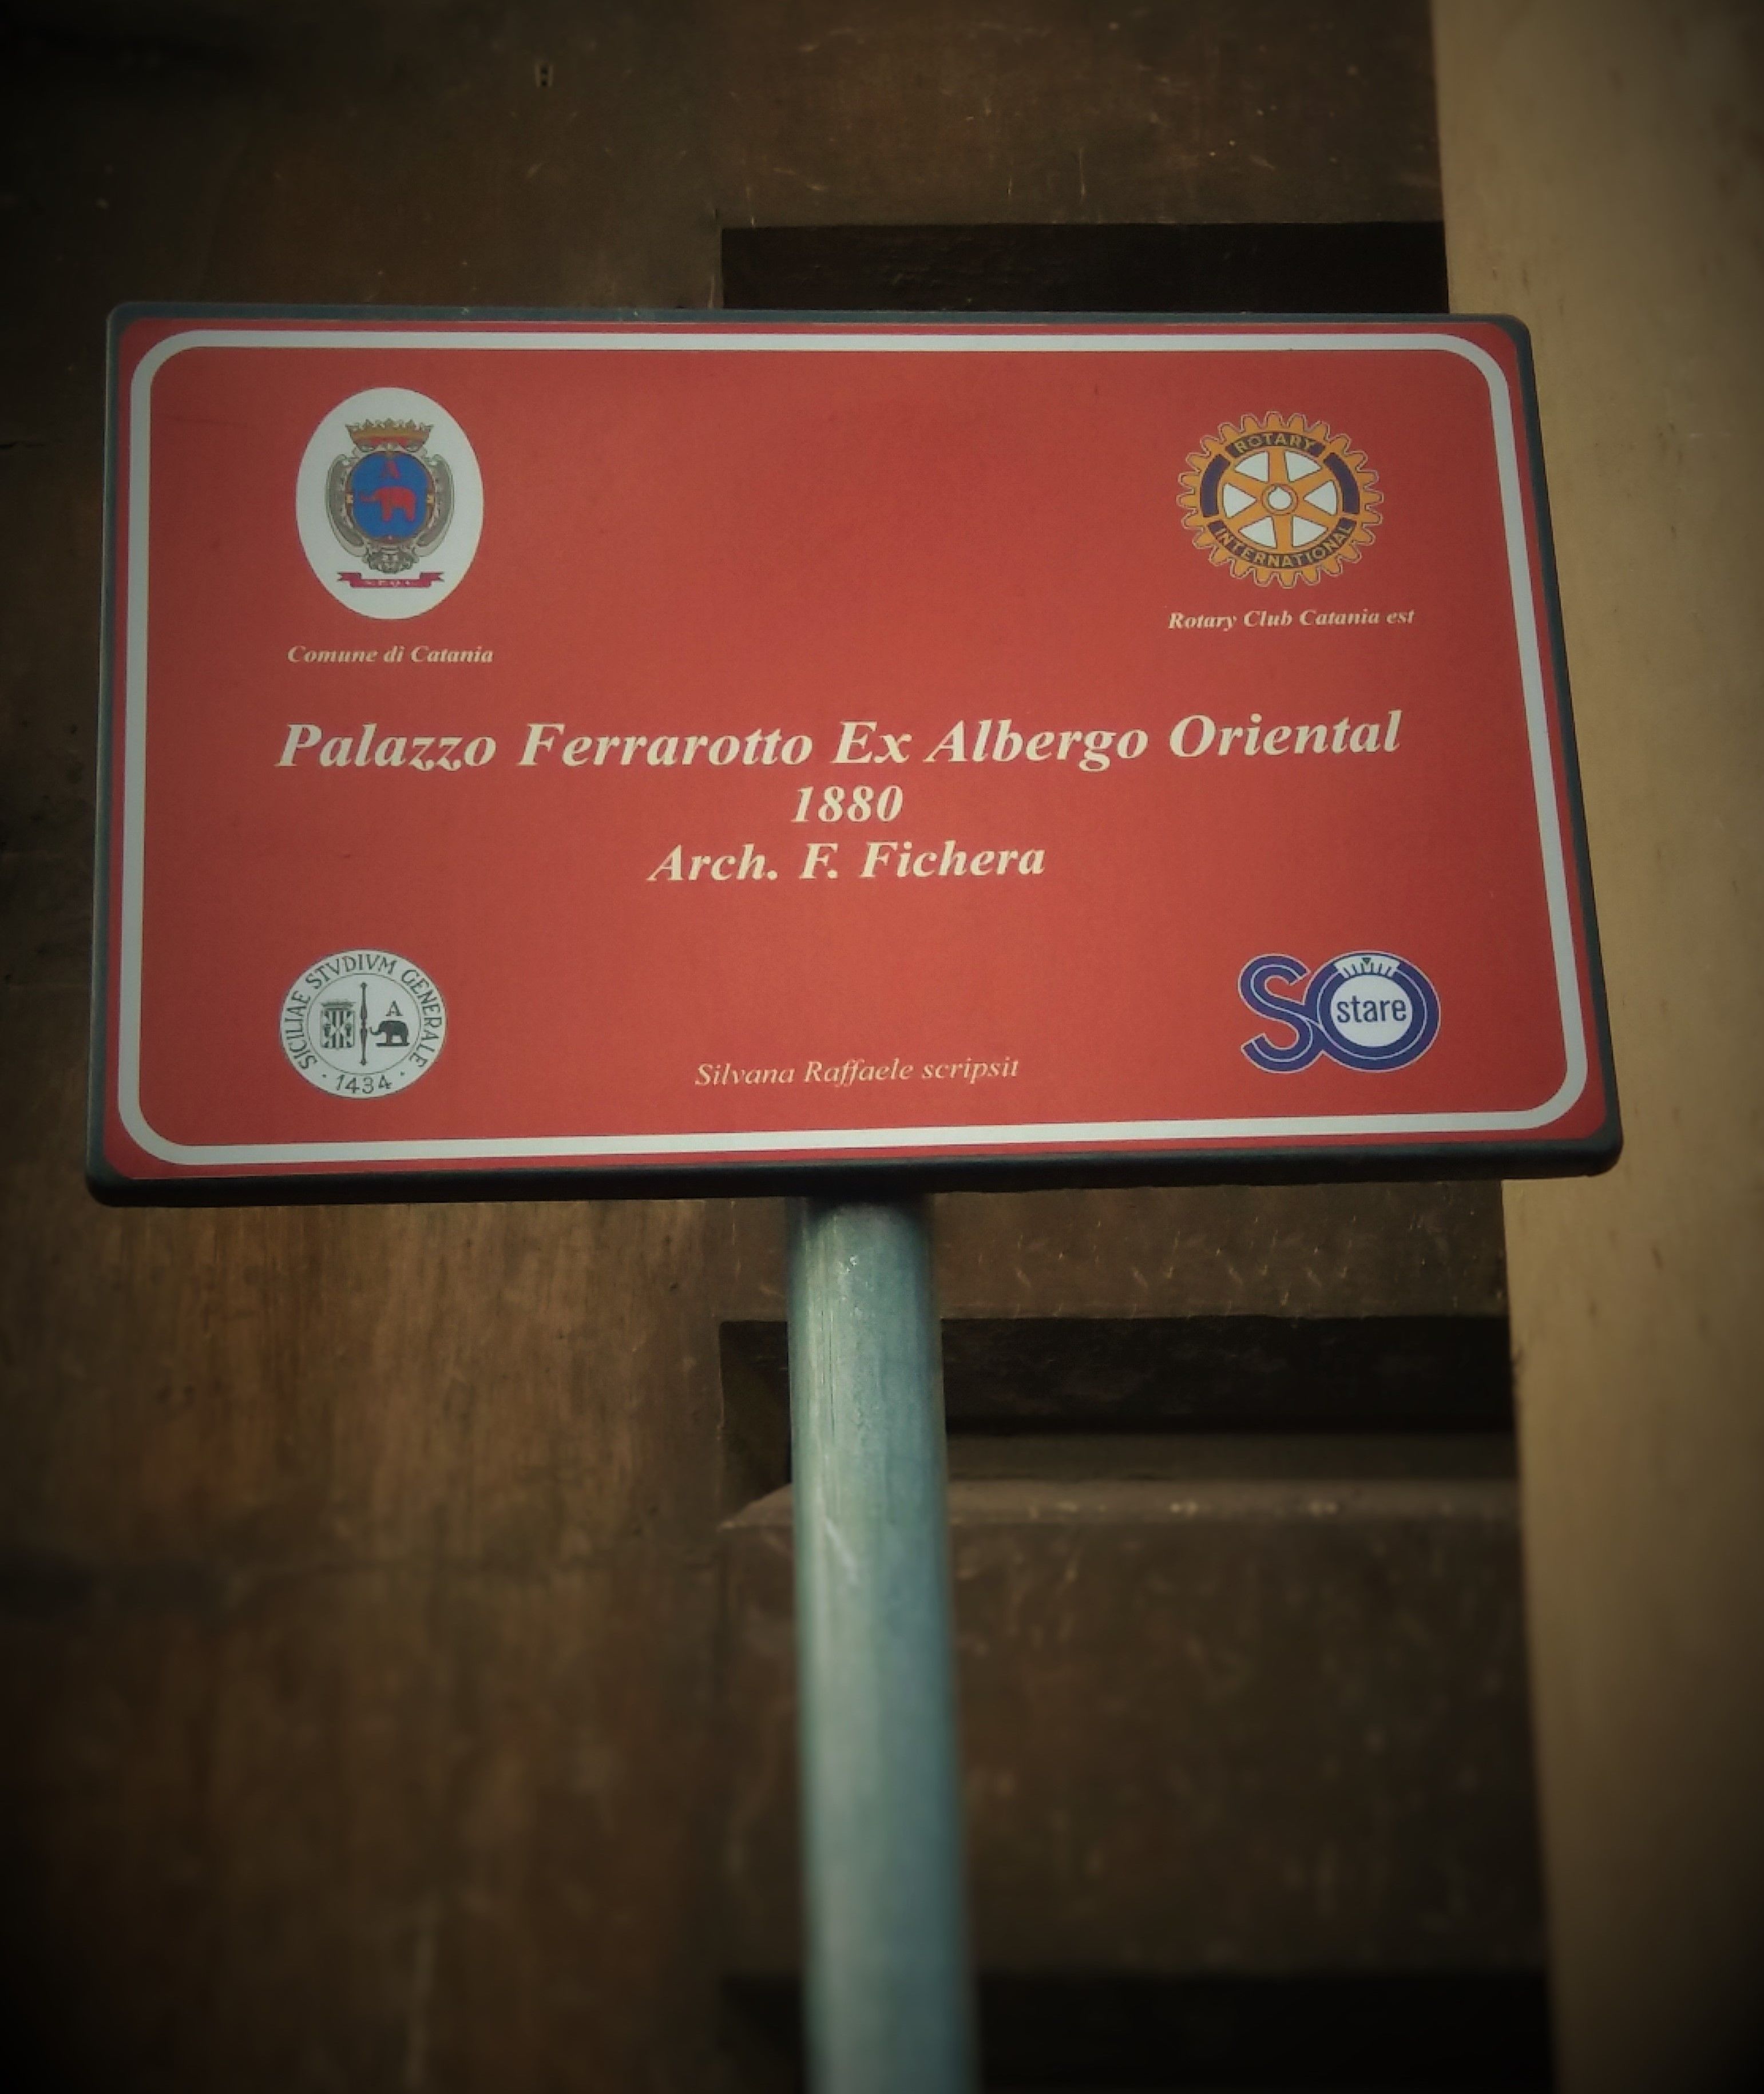 ROTARY
INTERNATIONAL
Comune di Catania
Rotary Club Catania est
Palazzo Ferrarotto Ex Albergo Oriental
1880
Arch. F. Fichera
SICILIAE STVDIVM GENERALE
A
· 1434 ·
SO
stare
Silvana Raffaele scripsit